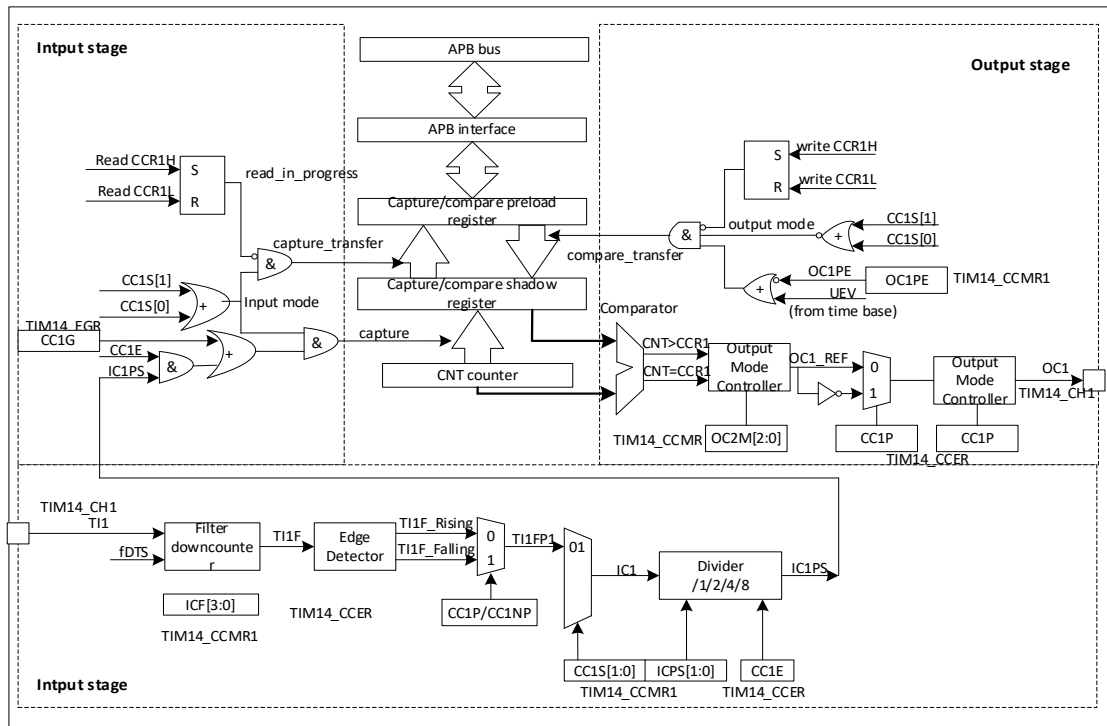 Intput stage
APB bus
Output stage
APB interface
Read CCR1H
S
Read CCR1L
R
read_in_progress
S
write CCR1H
R
write CCR1L
Capture/compare preload
register
output mode
CC1S[1]
+
CC1S[0]
&
capture_transfer
&
compare_transfer
CC1S[1]
Input mode
CC1S[0]
+
Capture/compare shadow
register
OC1PE
OC1PE
TIM14_CCMR1
+
UEV
(from time base)
TIM14_EGR
CC1G
CC1E
IC1PS
&
+
&
capture
Comparator
CNT counter
CNT>CCR1
CNT=CCR1
Output
Mode
Controller
OC1_REF
0
1
Output
Mode
Controller
OC1
TIM14_CH1
TIM14_CCMR
OC2M[2:0]
CC1P
CC1P
TIM14_CCER
TIM14_CH1
TI1
fDTS
Filter
downcounte
r
TI1F
Edge
Detector
TI1F_Rising
TI1F_Falling
0
1
TI1FP1
01
IC1
Divider
/1/2/4/8
IC1PS
ICF[3:0]
TIM14_CCMR1
TIM14_CCER
CC1P/CC1NP
CC1S[1:0]
ICPS[1:0]
CC1E
TIM14_CCMR1
TIM14_CCER
Intput stage